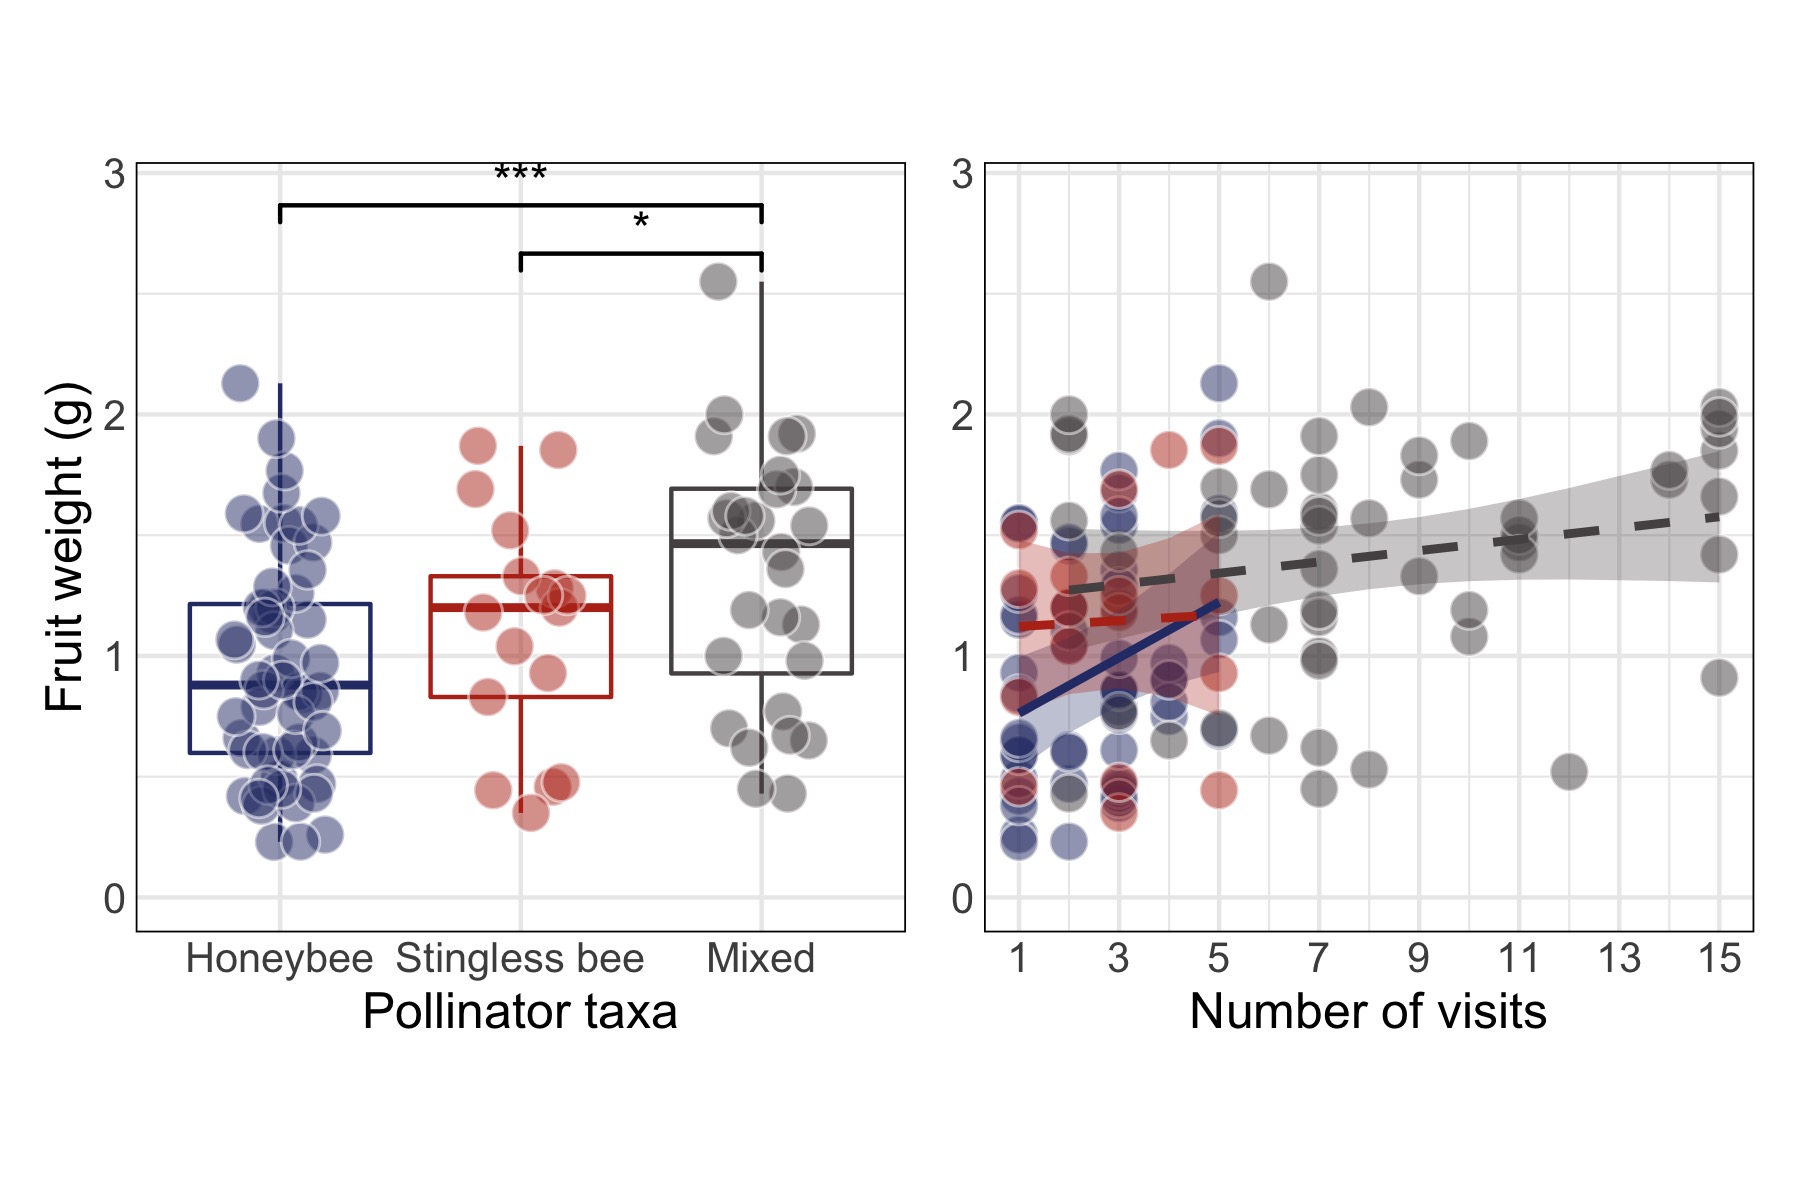 ***
*
3
2
1
0
Fruit weight (g)
Honeybee Stingless bee Mixed
Pollinator taxa
3
2
1
0
1 3 5 7 9 11 13 15
Number of visits